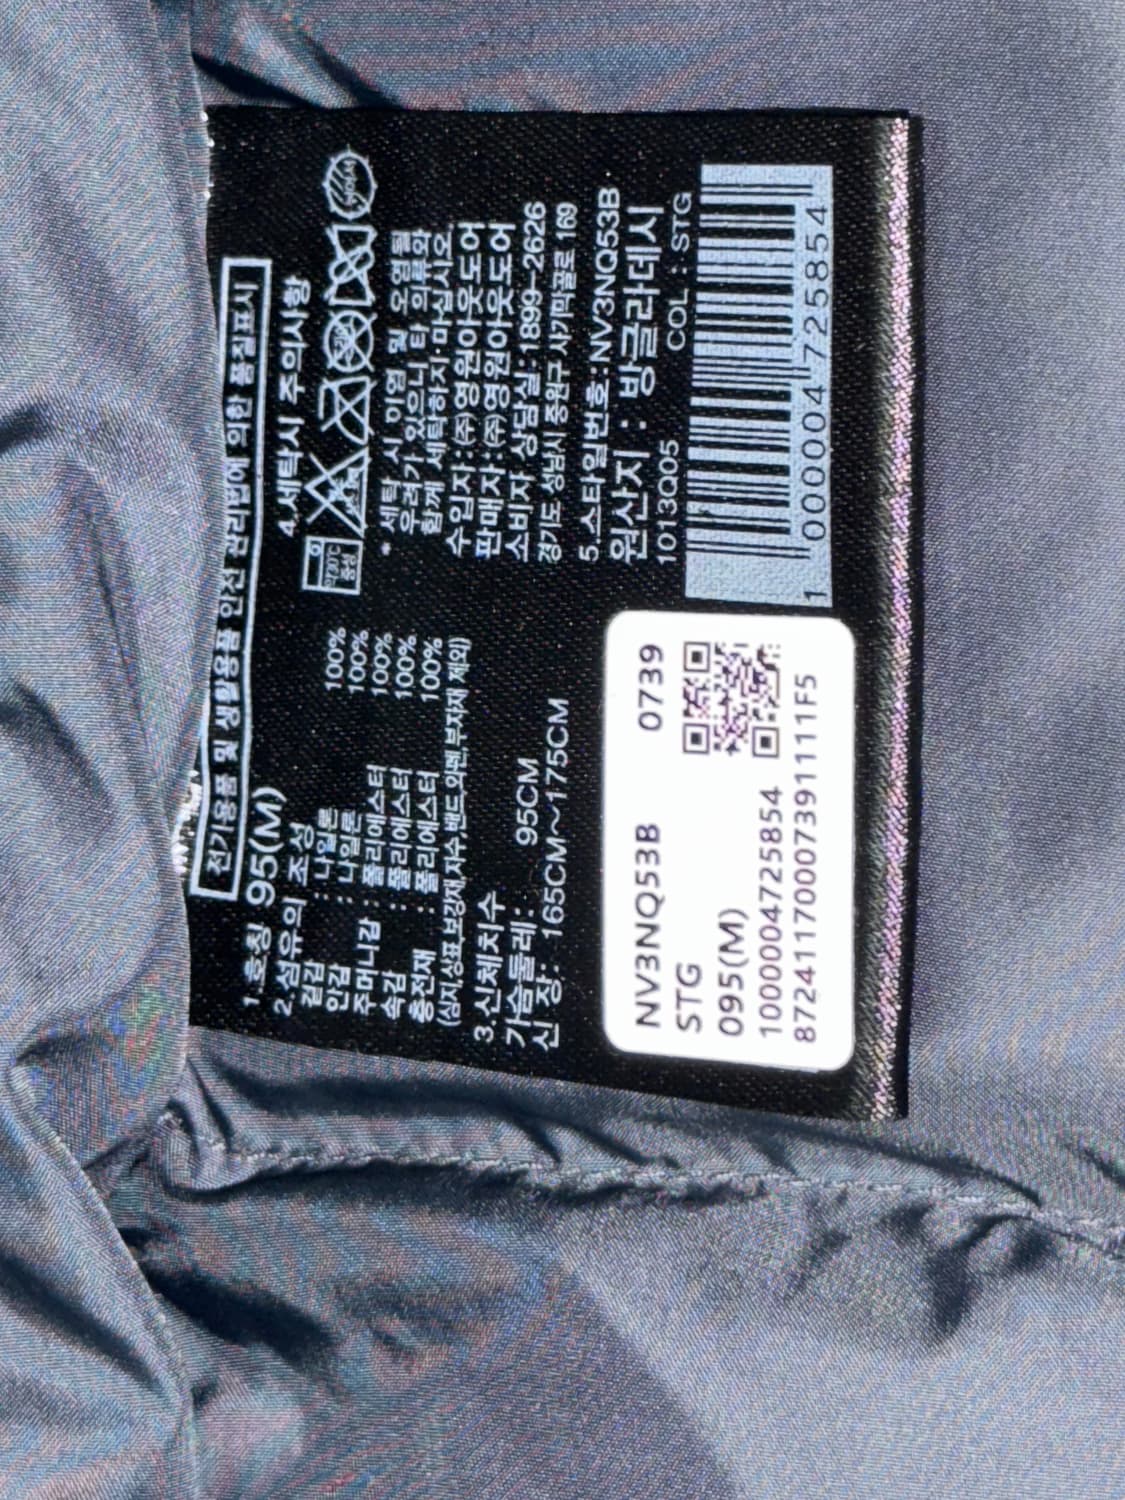 전기용품 및 생활용품 안전 관리법에 의한 품질표시
1.호칭 95(M)
2.섬유의 조성
겉감 : 나일론 100%
안감 : 나일론 100%
주머니감 : 폴리에스터 100%
속감 : 폴리에스터 100%
충전재 : 폴리에스터 100%
(심지,상표,보강재,자수,밴드,외펜,부자재 제외)
3.신체치수
가슴둘레: 95CM
신 장: 165CM~175CM
4.세탁시 주의사항
약30℃
중성
* 세탁 시 이염 및 오염될
우려가 있으니 타 의류와
함께 세탁하지 마십시오
수입자:(주)영원아웃도어
판매자:(주)영원아웃도어
소비자 상담실:1899-2626
경기도 성남시 중원구 사기막골로 169
5.스타일번호:NV3NQ53B
원산지 : 방글라데시
1013Q05 COL : STG
1 000004 725854
NV3NQ53B 0739
STG
095(M)
1000004725854
87241170007391111F5